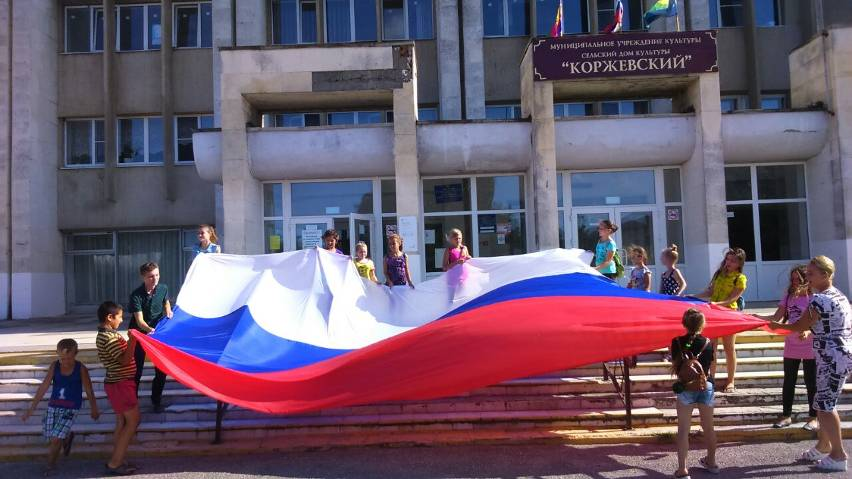 МУНИЦИПАЛЬНОЕ УЧРЕЖДЕНИЕ КУЛЬТУРЫ
СЕЛЬСКИЙ ДОМ КУЛЬТУРЫ
"КОРЖЕВСКИЙ"